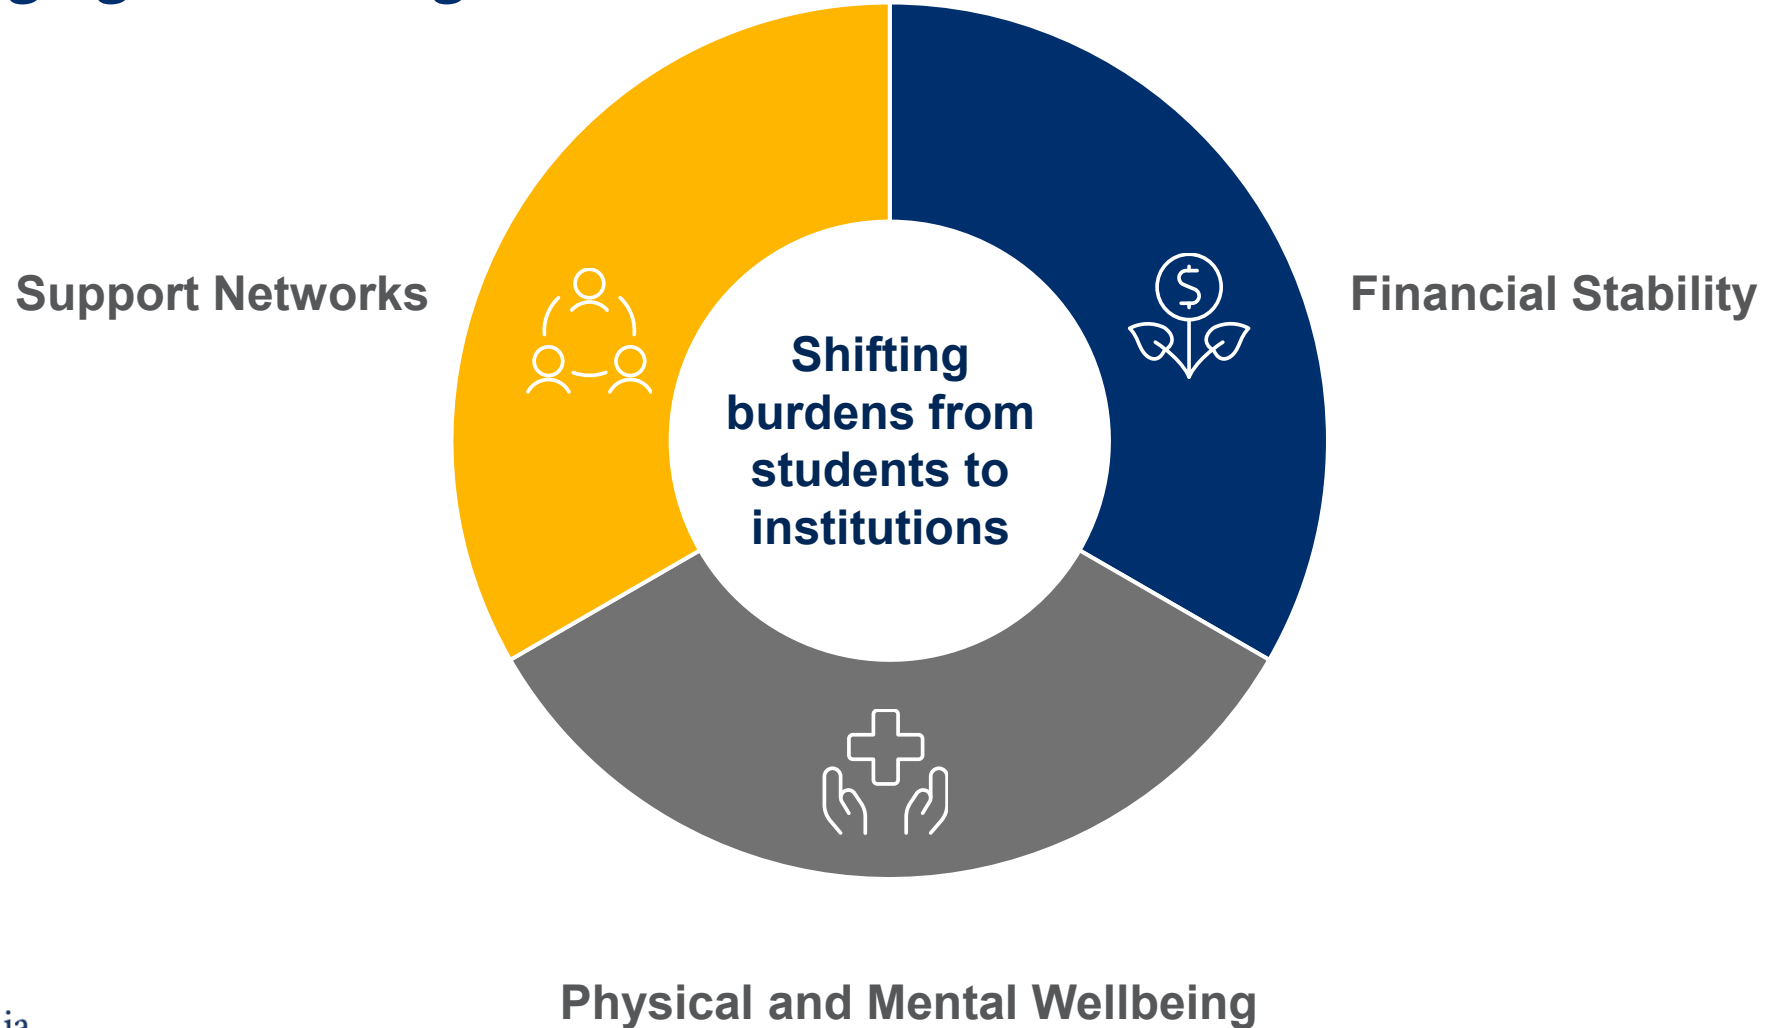 Support Networks
Financial Stability
$
Shifting
burdens from
students to
institutions
Physical and Mental Wellbeing